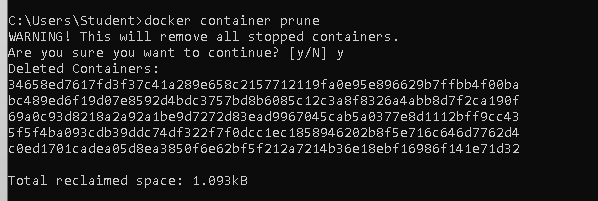 C:\Users\Student>docker container prune
WARNING! This will remove all stopped containers.
Are you sure you want to continue? [y/N] y
Deleted Containers:
34658ed7617fd3f37c41a289e658c2157712119fa0e95e896629b7ffbb4f00ba
bc489ed6f19d07e8592d4bdc3757bd8b6085c12c3a8f8326a4abb8d7f2ca190f
69a0c93d8218a2a92a1be9d7272d83ead9967045cab5a0377e8d1112bff9cc43
5f5f4ba093cdb39ddc74df322f7f0dcc1ec1858946202b8f5e716c646d7762d4
c0ed1701cadea05d8ea3850f6e62bf5f212a7214b36e18ebf16986f141e71d32
Total reclaimed space: 1.093kB